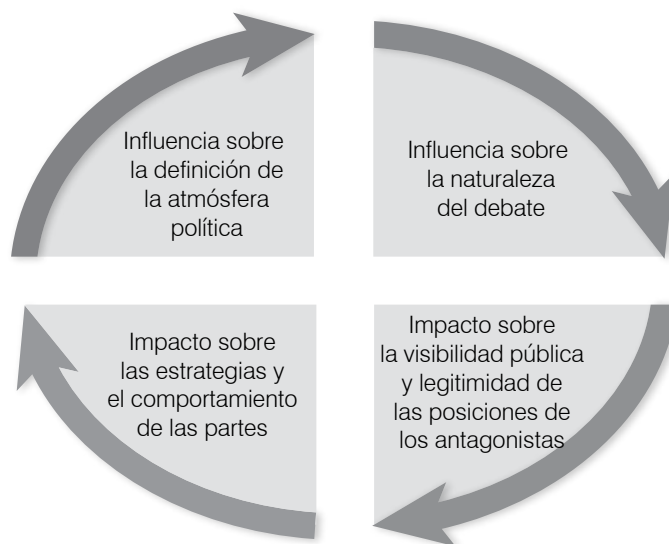 Influencia sobre
la definición de
la atmósfera
política
Influencia sobre
la naturaleza
del debate
Impacto sobre
las estrategias y
el comportamiento
de las partes
Impacto sobre
la visibilidad pública
y legitimidad de
las posiciones de
los antagonistas